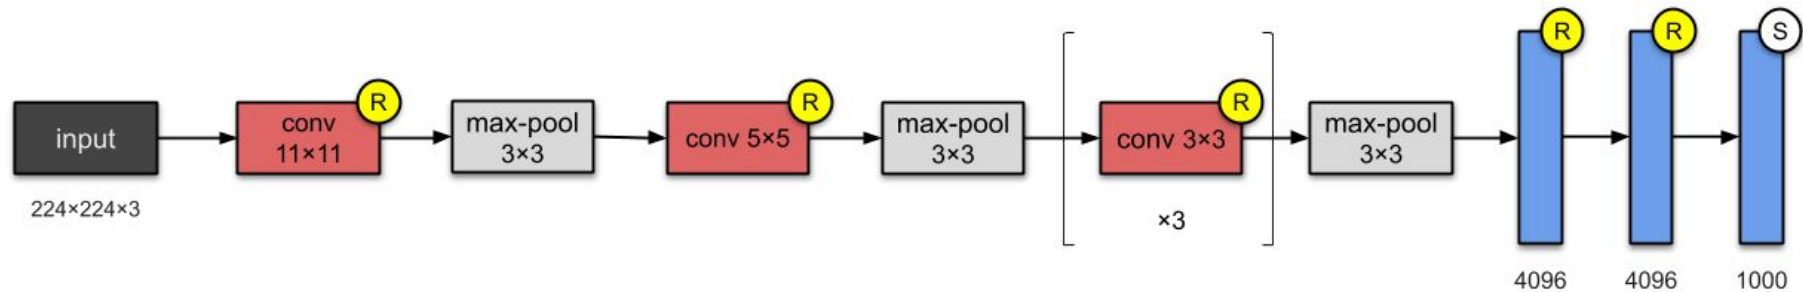 input
224×224×3
conv
11×11
R
max-pool
3×3
conv 5×5
R
max-pool
3×3
conv 3×3
R
×3
max-pool
3×3
R
4096
R
4096
S
1000